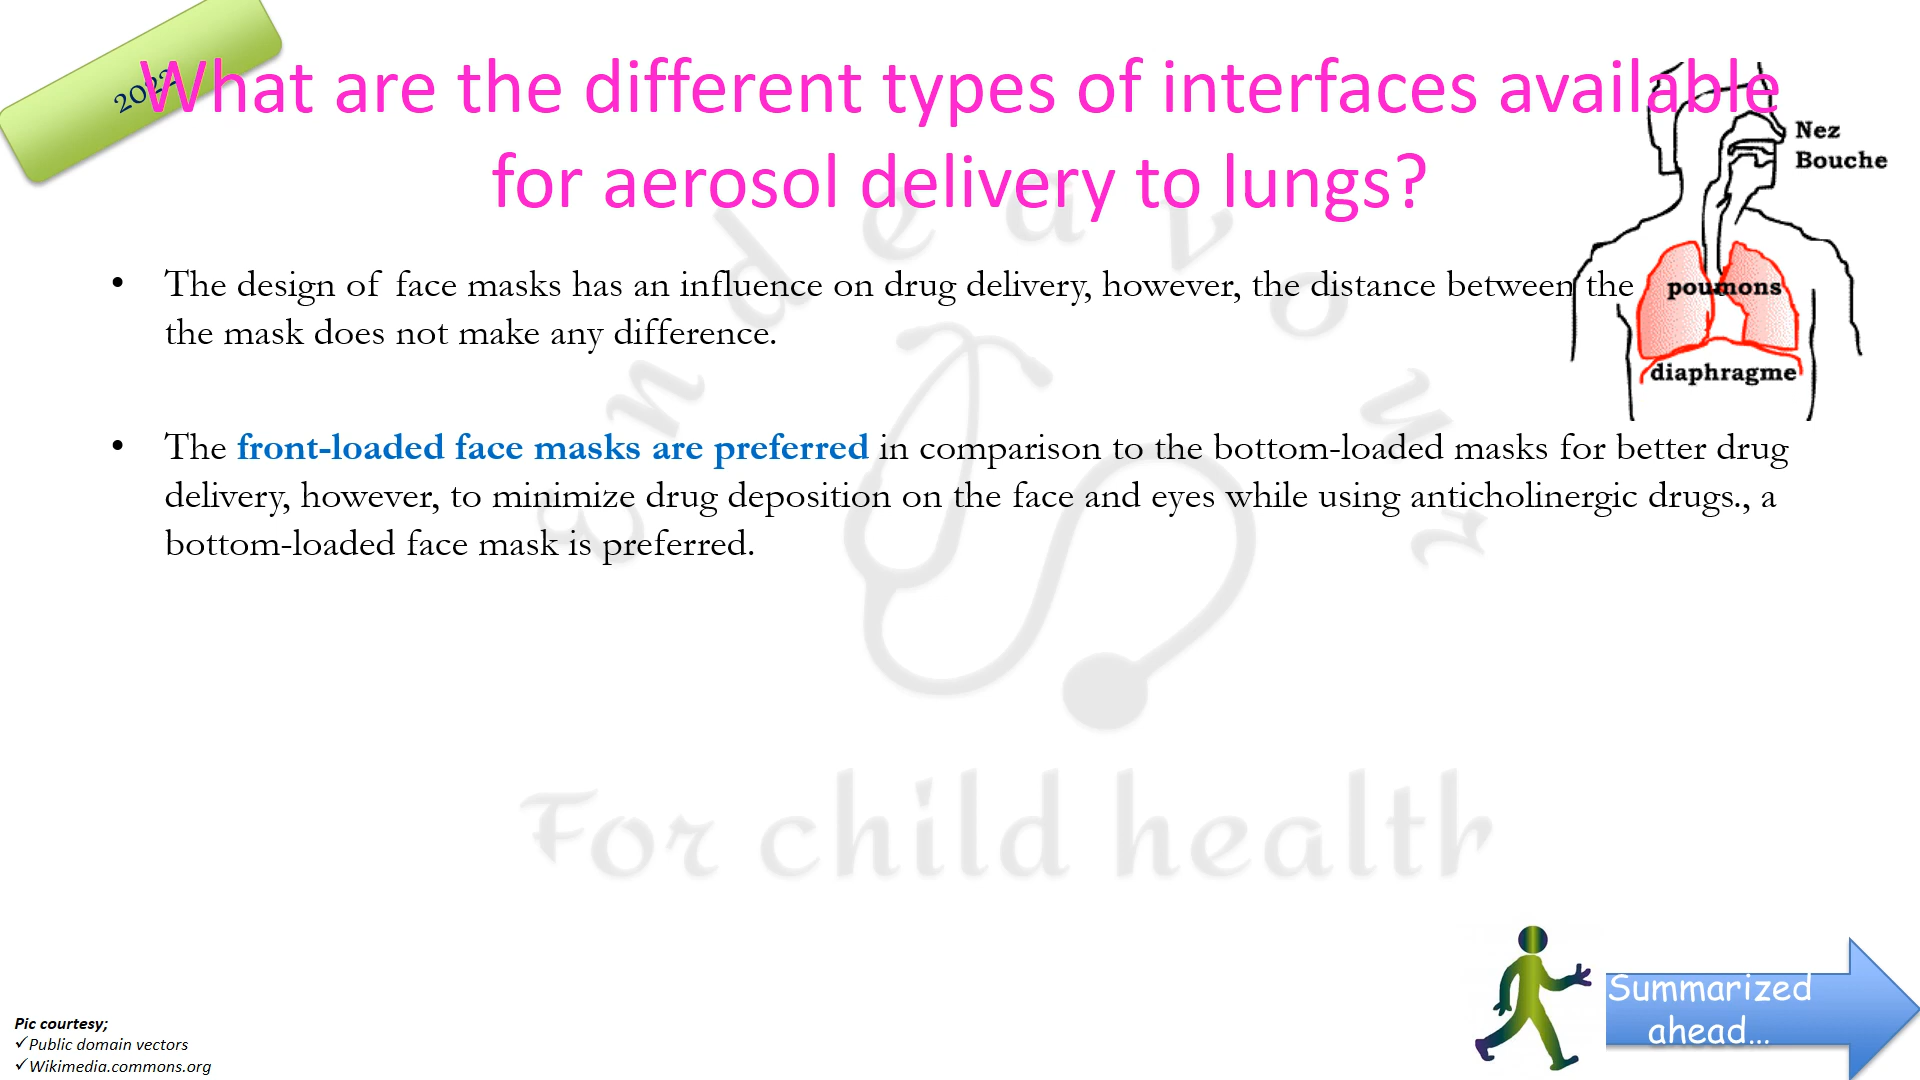 2022
What are the different types of interfaces available
for aerosol delivery to lungs?
Nez
Bouche
poumons
diaphragme
• The design of face masks has an influence on drug delivery, however, the distance between the
the mask does not make any difference.
• The front-loaded face masks are preferred in comparison to the bottom-loaded masks for better drug
delivery, however, to minimize drug deposition on the face and eyes while using anticholinergic drugs., a
bottom-loaded face mask is preferred.
Endeavour
For child health
Summarized
ahead...
Pic courtesy;
✓Public domain vectors
✓Wikimedia.commons.org